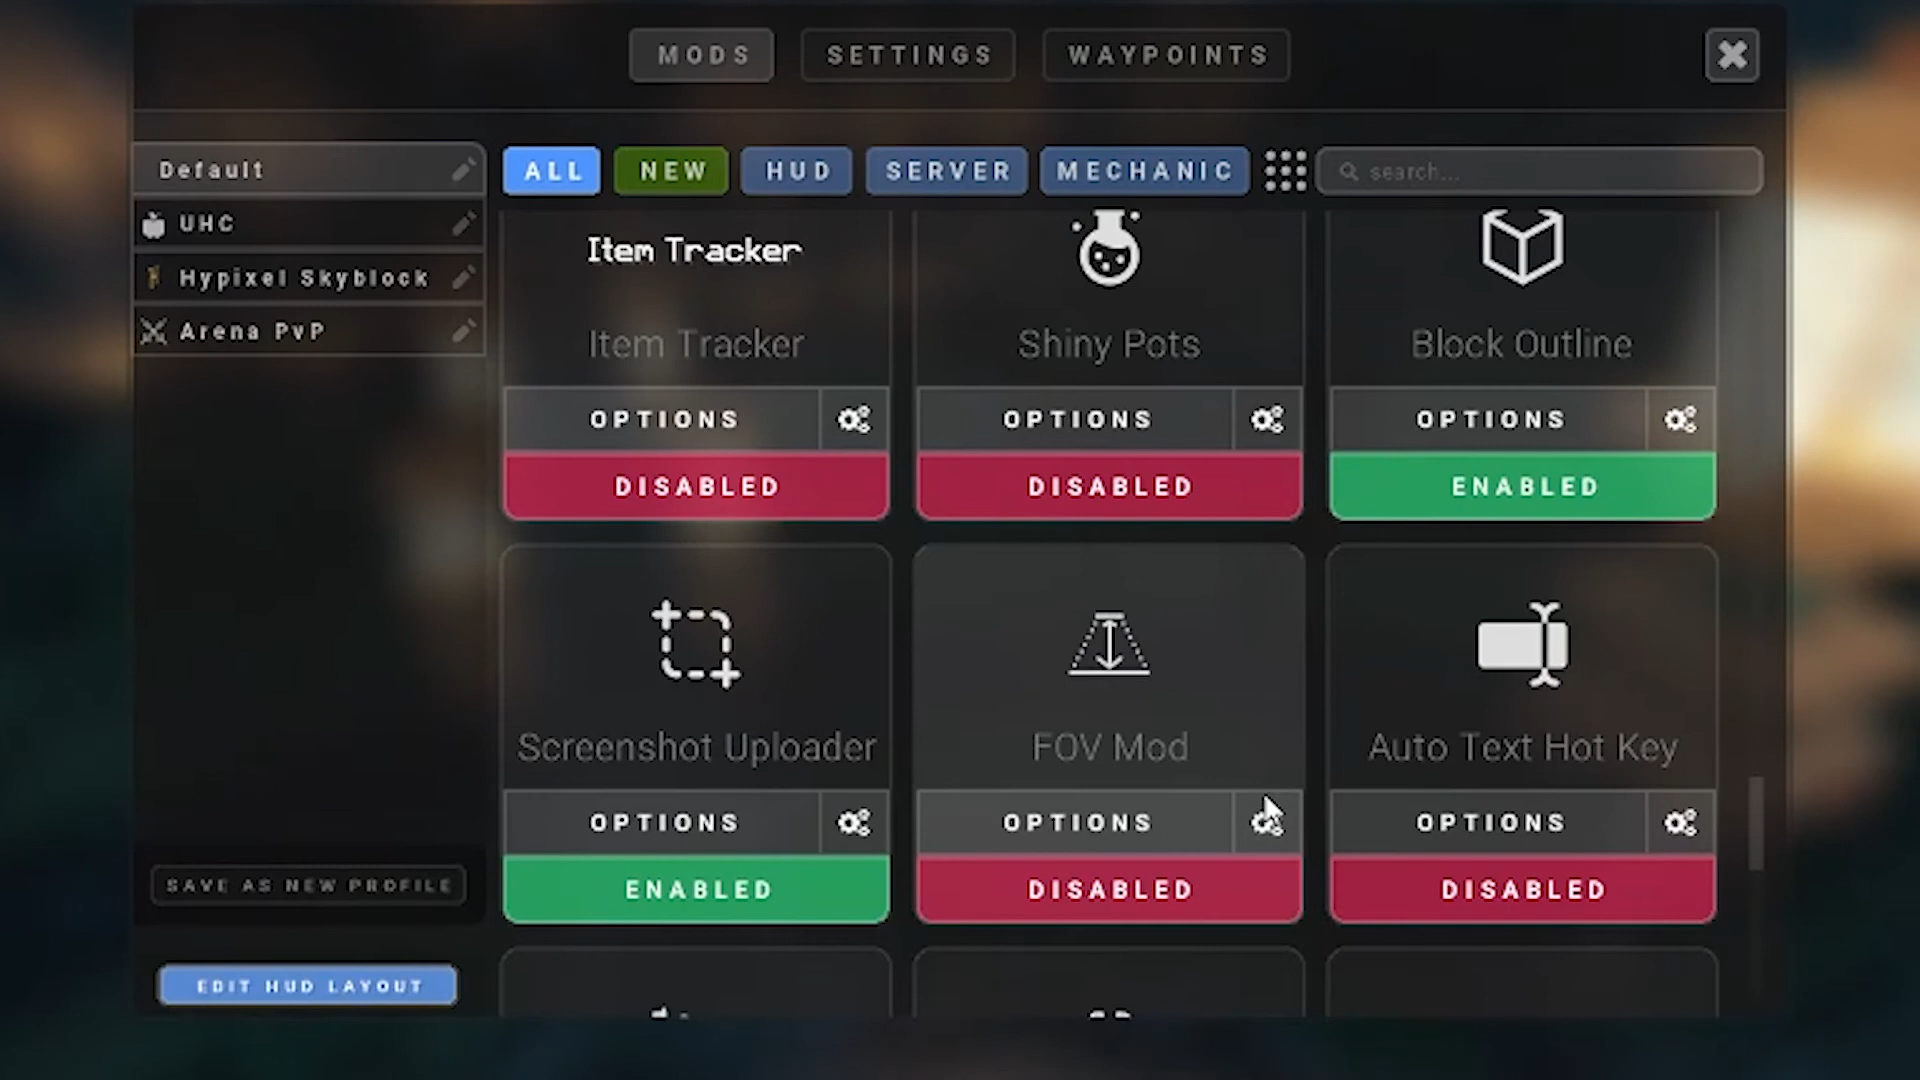 MODS
SETTINGS
WAYPOINTS
Default
UHC
Hypixel Skyblock
Arena PvP
SAVE AS NEW PROFILE
EDIT HUD LAYOUT
ALL
NEW
HUD
SERVER
MECHANIC
search...
Item Tracker
Item Tracker
OPTIONS
DISABLED
Shiny Pots
OPTIONS
DISABLED
Block Outline
OPTIONS
ENABLED
Screenshot Uploader
OPTIONS
ENABLED
FOV Mod
OPTIONS
DISABLED
Auto Text Hot Key
OPTIONS
DISABLED